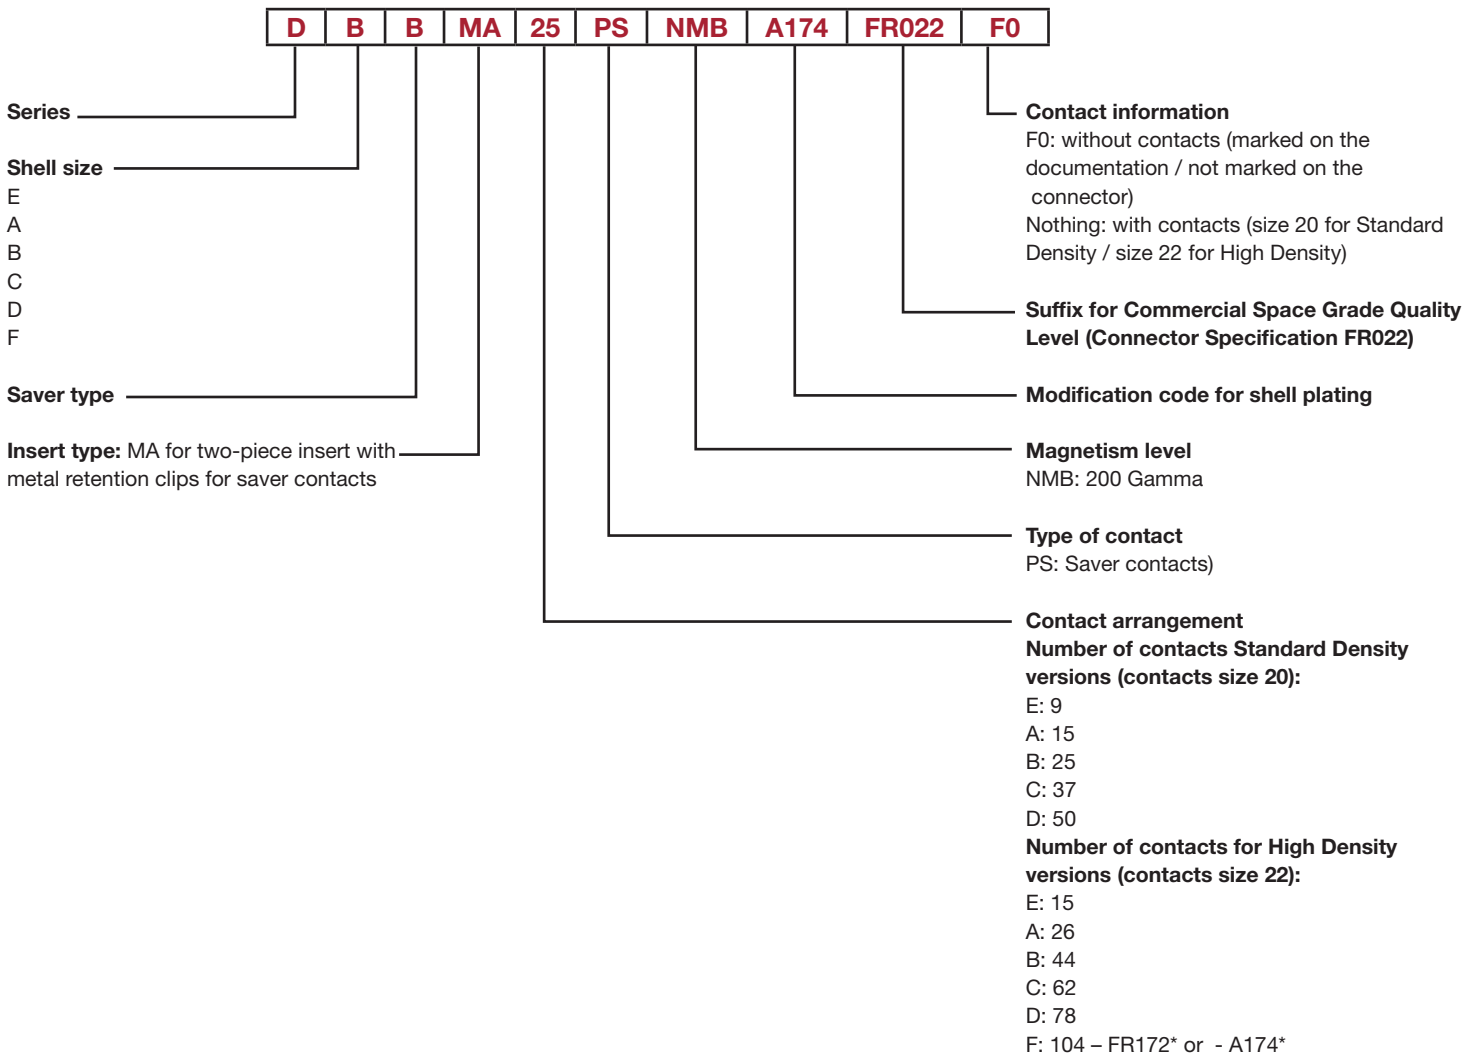 D B B MA 25 PS NMB A174 FR022 F0
Series
Shell size
E
A
B
C
D
F
Saver type
Insert type: MA for two-piece insert with
metal retention clips for saver contacts
Contact information
F0: without contacts (marked on the
documentation / not marked on the
connector)
Nothing: with contacts (size 20 for Standard
Density / size 22 for High Density)
Suffix for Commercial Space Grade Quality
Level (Connector Specification FR022)
Modification code for shell plating
Magnetism level
NMB: 200 Gamma
Type of contact
PS: Saver contacts)
Contact arrangement
Number of contacts Standard Density
versions (contacts size 20):
E: 9
A: 15
B: 25
C: 37
D: 50
Number of contacts for High Density
versions (contacts size 22):
E: 15
A: 26
B: 44
C: 62
D: 78
F: 104 – FR172* or - A174*